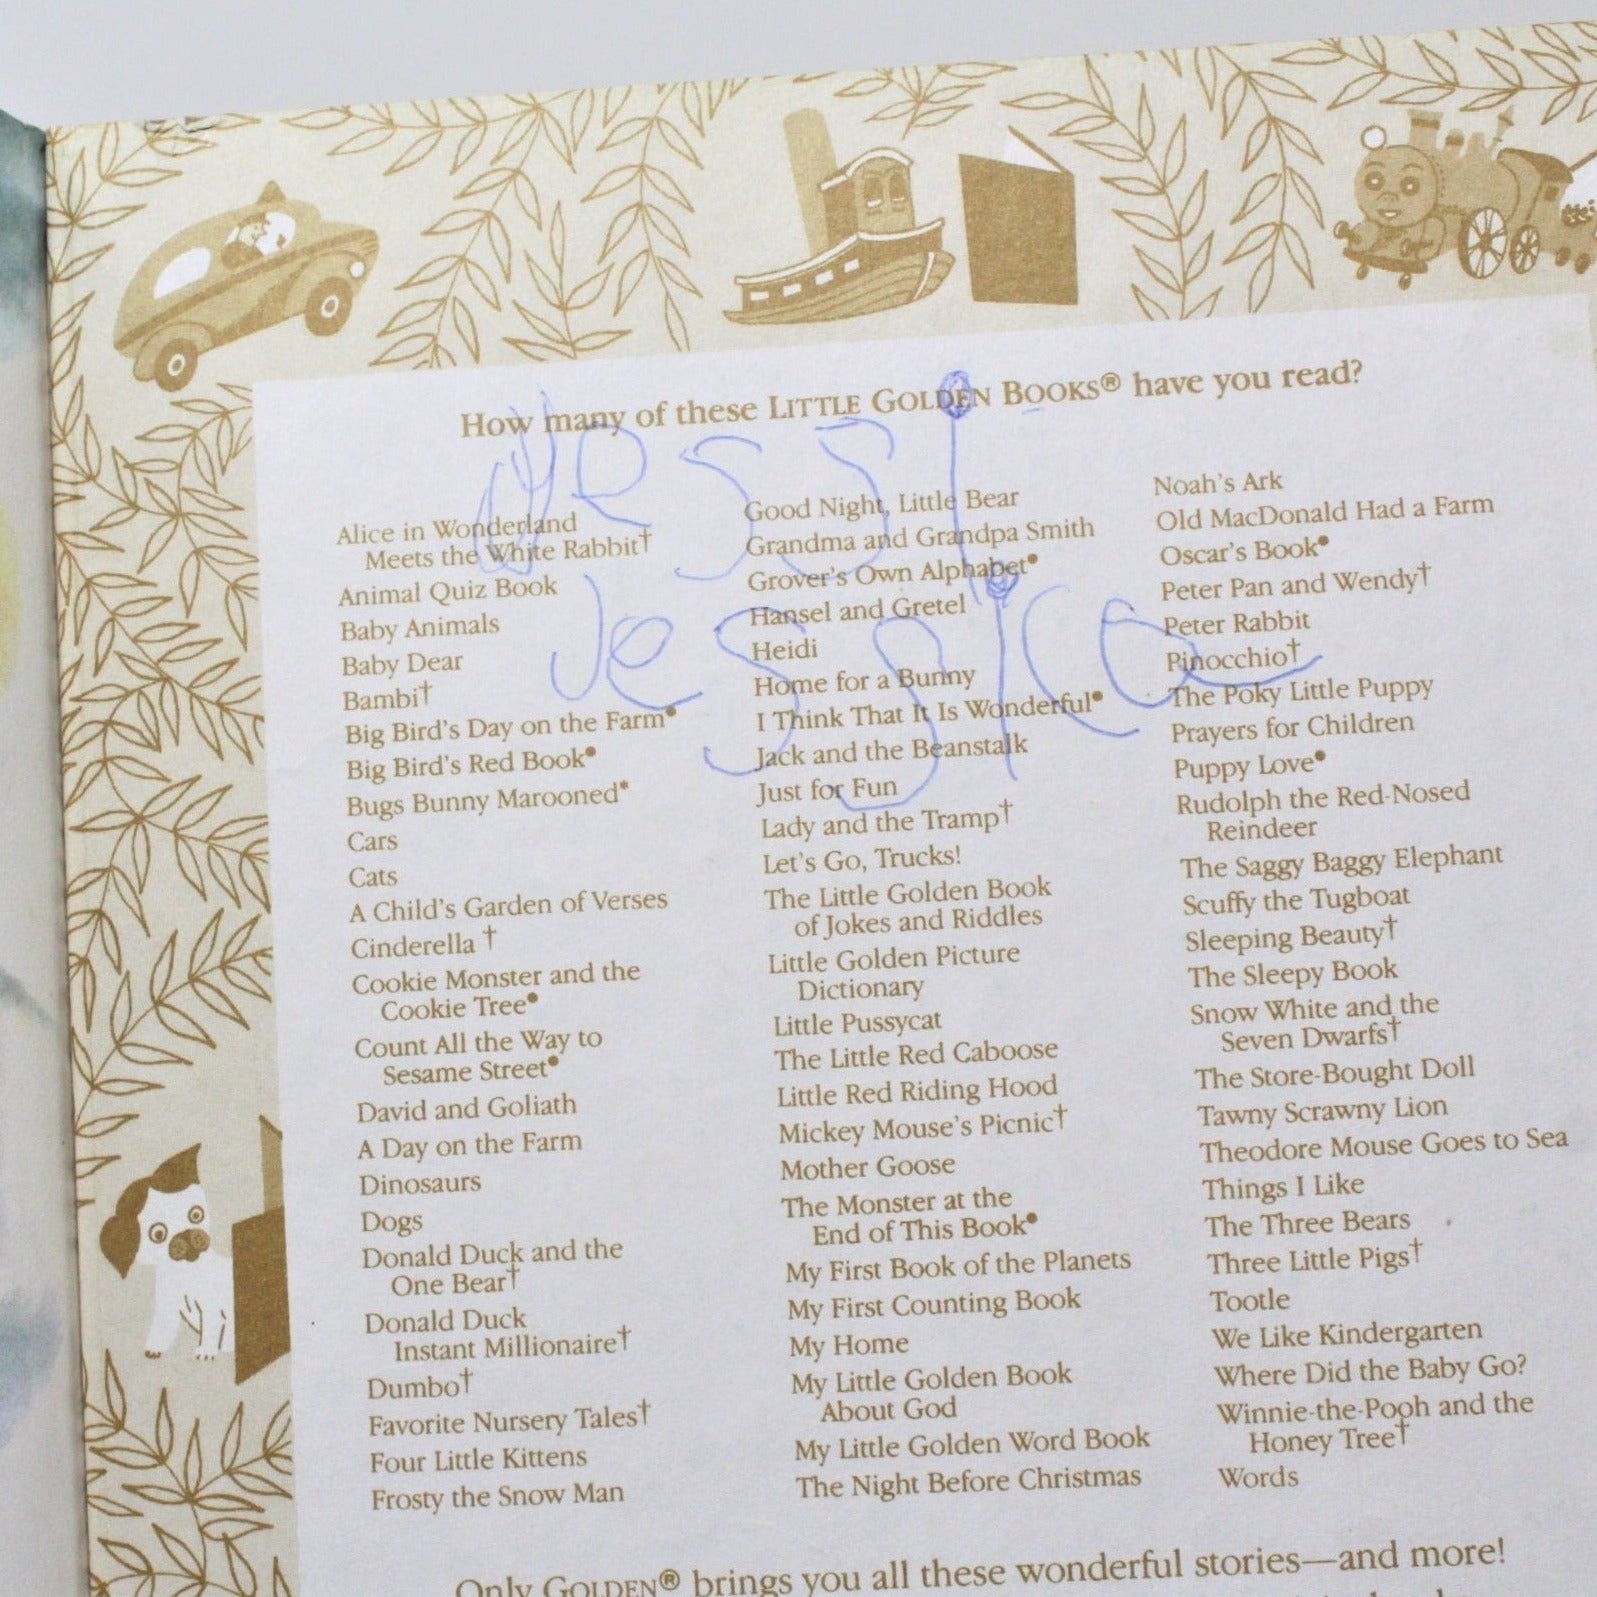 How many of these LITTLE GOLDEN BOOKS® have you read?
Jessi
Jessica
Alice in Wonderland
Meets the White Rabbit†
Animal Quiz Book
Baby Animals
Baby Dear
Bambi†
Big Bird's Day on the Farm•
Big Bird's Red Book•
Bugs Bunny Marooned*
Cars
Cats
A Child's Garden of Verses
Cinderella †
Cookie Monster and the
Cookie Tree•
Count All the Way to
Sesame Street•
David and Goliath
A Day on the Farm
Dinosaurs
Dogs
Donald Duck and the
One Bear†
Donald Duck
Instant Millionaire†
Dumbo†
Favorite Nursery Tales†
Four Little Kittens
Frosty the Snow Man
Good Night, Little Bear
Grandma and Grandpa Smith
Grover's Own Alphabet•
Hansel and Gretel
Heidi
Home for a Bunny
I Think That It Is Wonderful•
Jack and the Beanstalk
Just for Fun
Lady and the Tramp†
Let's Go, Trucks!
The Little Golden Book
of Jokes and Riddles
Little Golden Picture
Dictionary
Little Pussycat
The Little Red Caboose
Little Red Riding Hood
Mickey Mouse's Picnic†
Mother Goose
The Monster at the
End of This Book•
My First Book of the Planets
My First Counting Book
My Home
My Little Golden Book
About God
My Little Golden Word Book
The Night Before Christmas
Noah's Ark
Old MacDonald Had a Farm
Oscar's Book•
Peter Pan and Wendy†
Peter Rabbit
Pinocchio†
The Poky Little Puppy
Prayers for Children
Puppy Love•
Rudolph the Red-Nosed
Reindeer
The Saggy Baggy Elephant
Scuffy the Tugboat
Sleeping Beauty†
The Sleepy Book
Snow White and the
Seven Dwarfs†
The Store-Bought Doll
Tawny Scrawny Lion
Theodore Mouse Goes to Sea
Things I Like
The Three Bears
Three Little Pigs†
Tootle
We Like Kindergarten
Where Did the Baby Go?
Winnie-the-Pooh and the
Honey Tree†
Words
Only GOLDEN® brings you all these wonderful stories—and more!